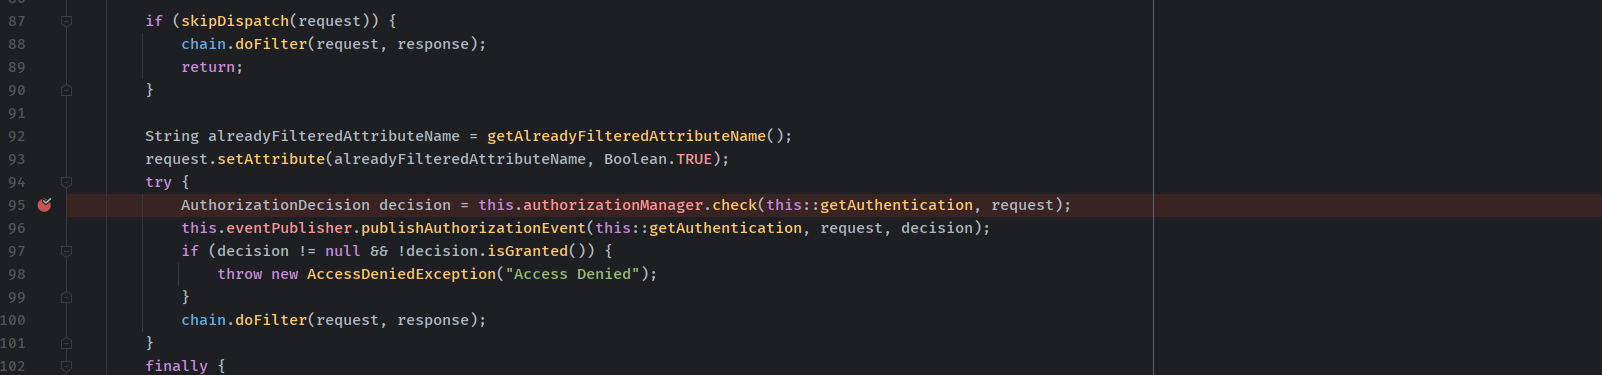 87 if (skipDispatch(request)) {
88 chain.doFilter(request, response);
89 return;
90 }
91
92 String alreadyFilteredAttributeName = getAlreadyFilteredAttributeName();
93 request.setAttribute(alreadyFilteredAttributeName, Boolean.TRUE);
94 try {
95 AuthorizationDecision decision = this.authorizationManager.check(this::getAuthentication, request);
96 this.eventPublisher.publishAuthorizationEvent(this::getAuthentication, request, decision);
97 if (decision != null && !decision.isGranted()) {
98 throw new AccessDeniedException("Access Denied");
99 }
100 chain.doFilter(request, response);
101 }
102 finally {